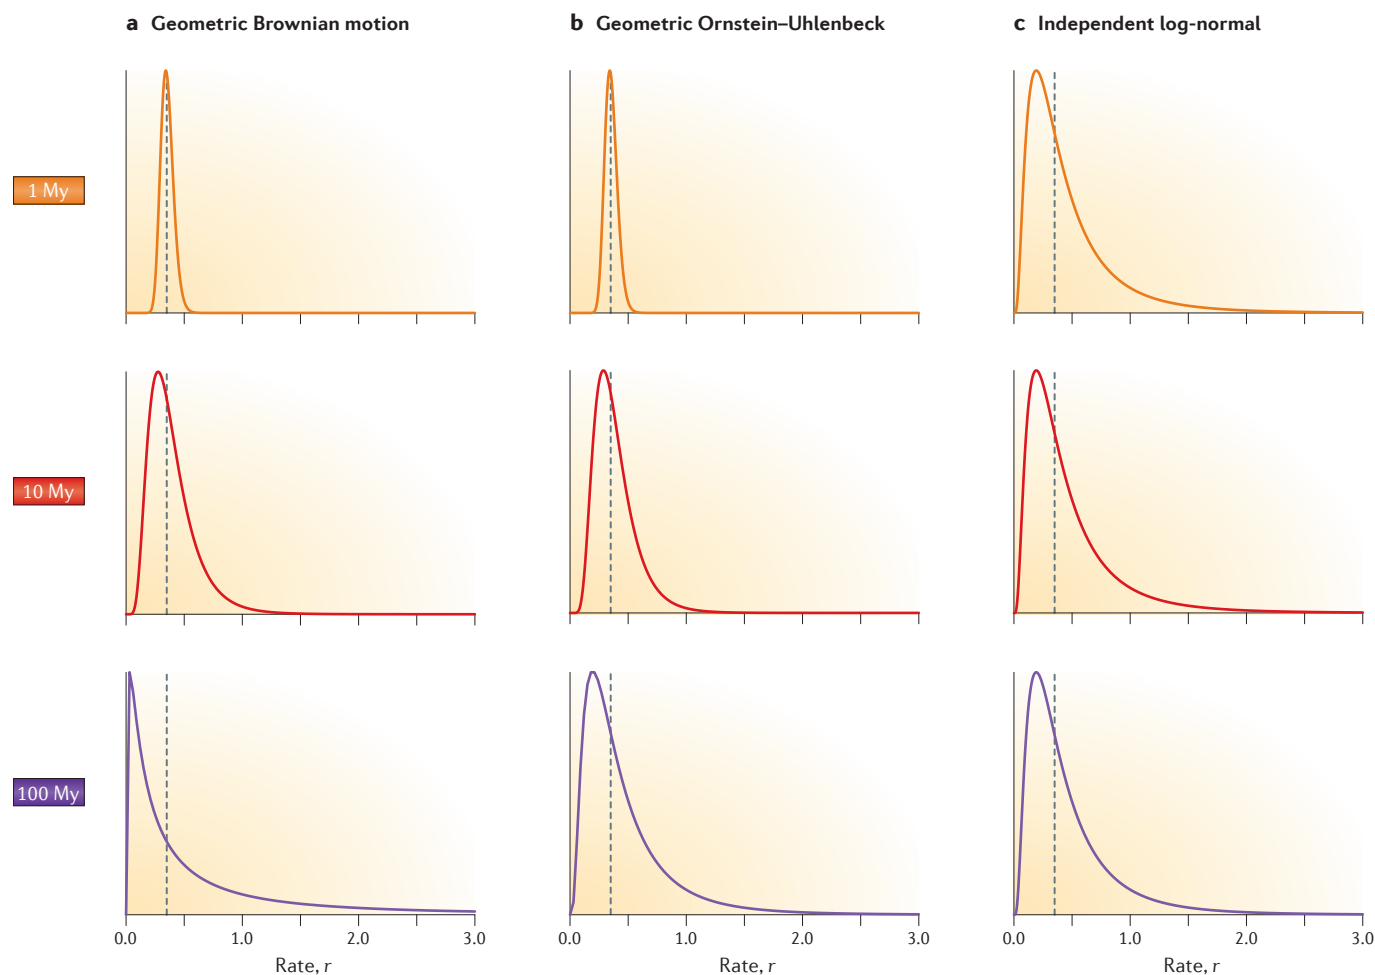 a Geometric Brownian motion
b Geometric Ornstein–Uhlenbeck
c Independent log-normal
1 My
10 My
100 My
0.0 1.0 2.0 3.0
0.0 1.0 2.0 3.0
0.0 1.0 2.0 3.0
Rate, r
Rate, r
Rate, r